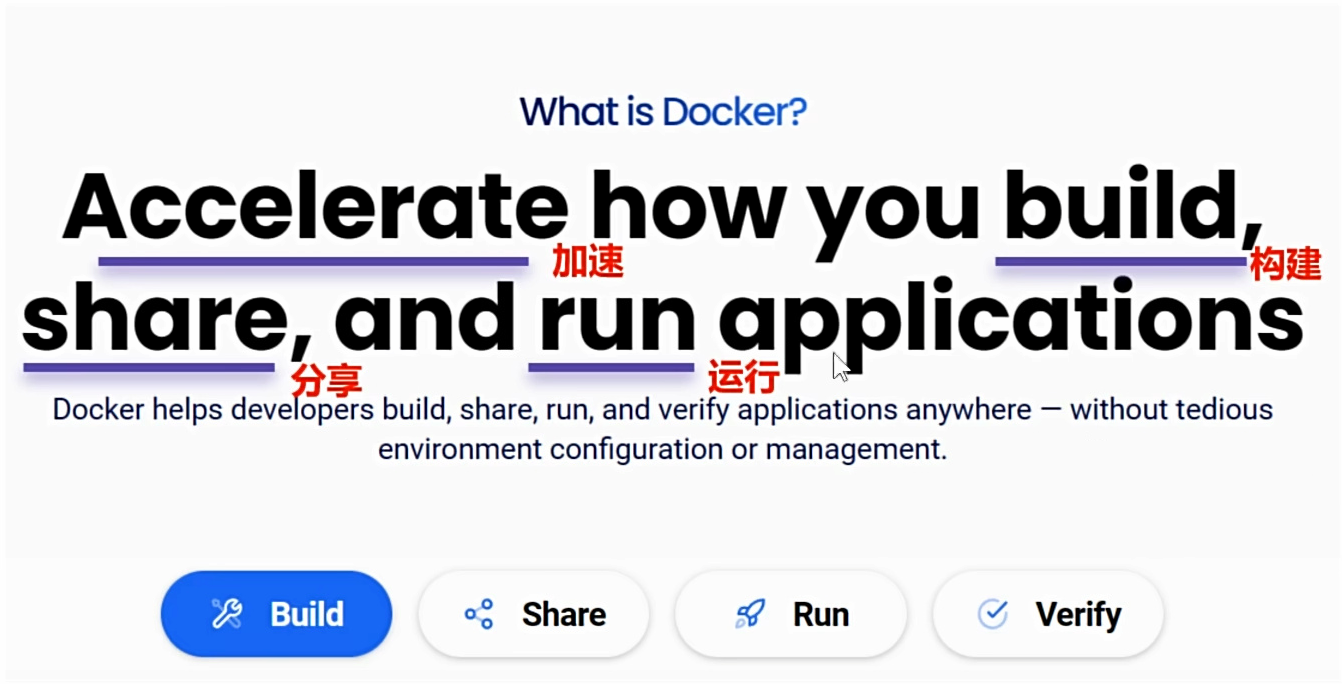 What is Docker?
Accelerate how you build,
加速
构建
share, and run applications
分享
运行
Docker helps developers build, share, run, and verify applications anywhere — without tedious
environment configuration or management.
Build
Share
Run
Verify